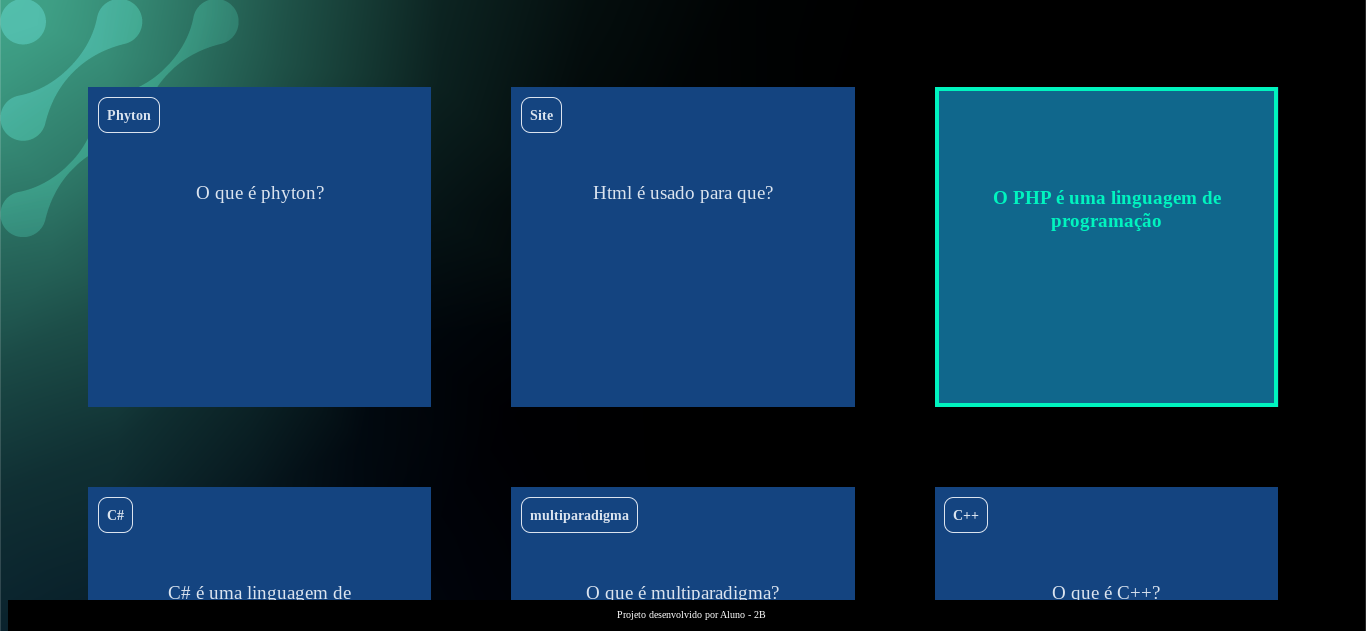 Phyton
O que é phyton?
Site
Html é usado para que?
O PHP é uma linguagem de
programação
C#
C# é uma linguagem de
multiparadigma
O que é multiparadigma?
C++
O que é C++?
Projeto desenvolvido por Aluno - 2B